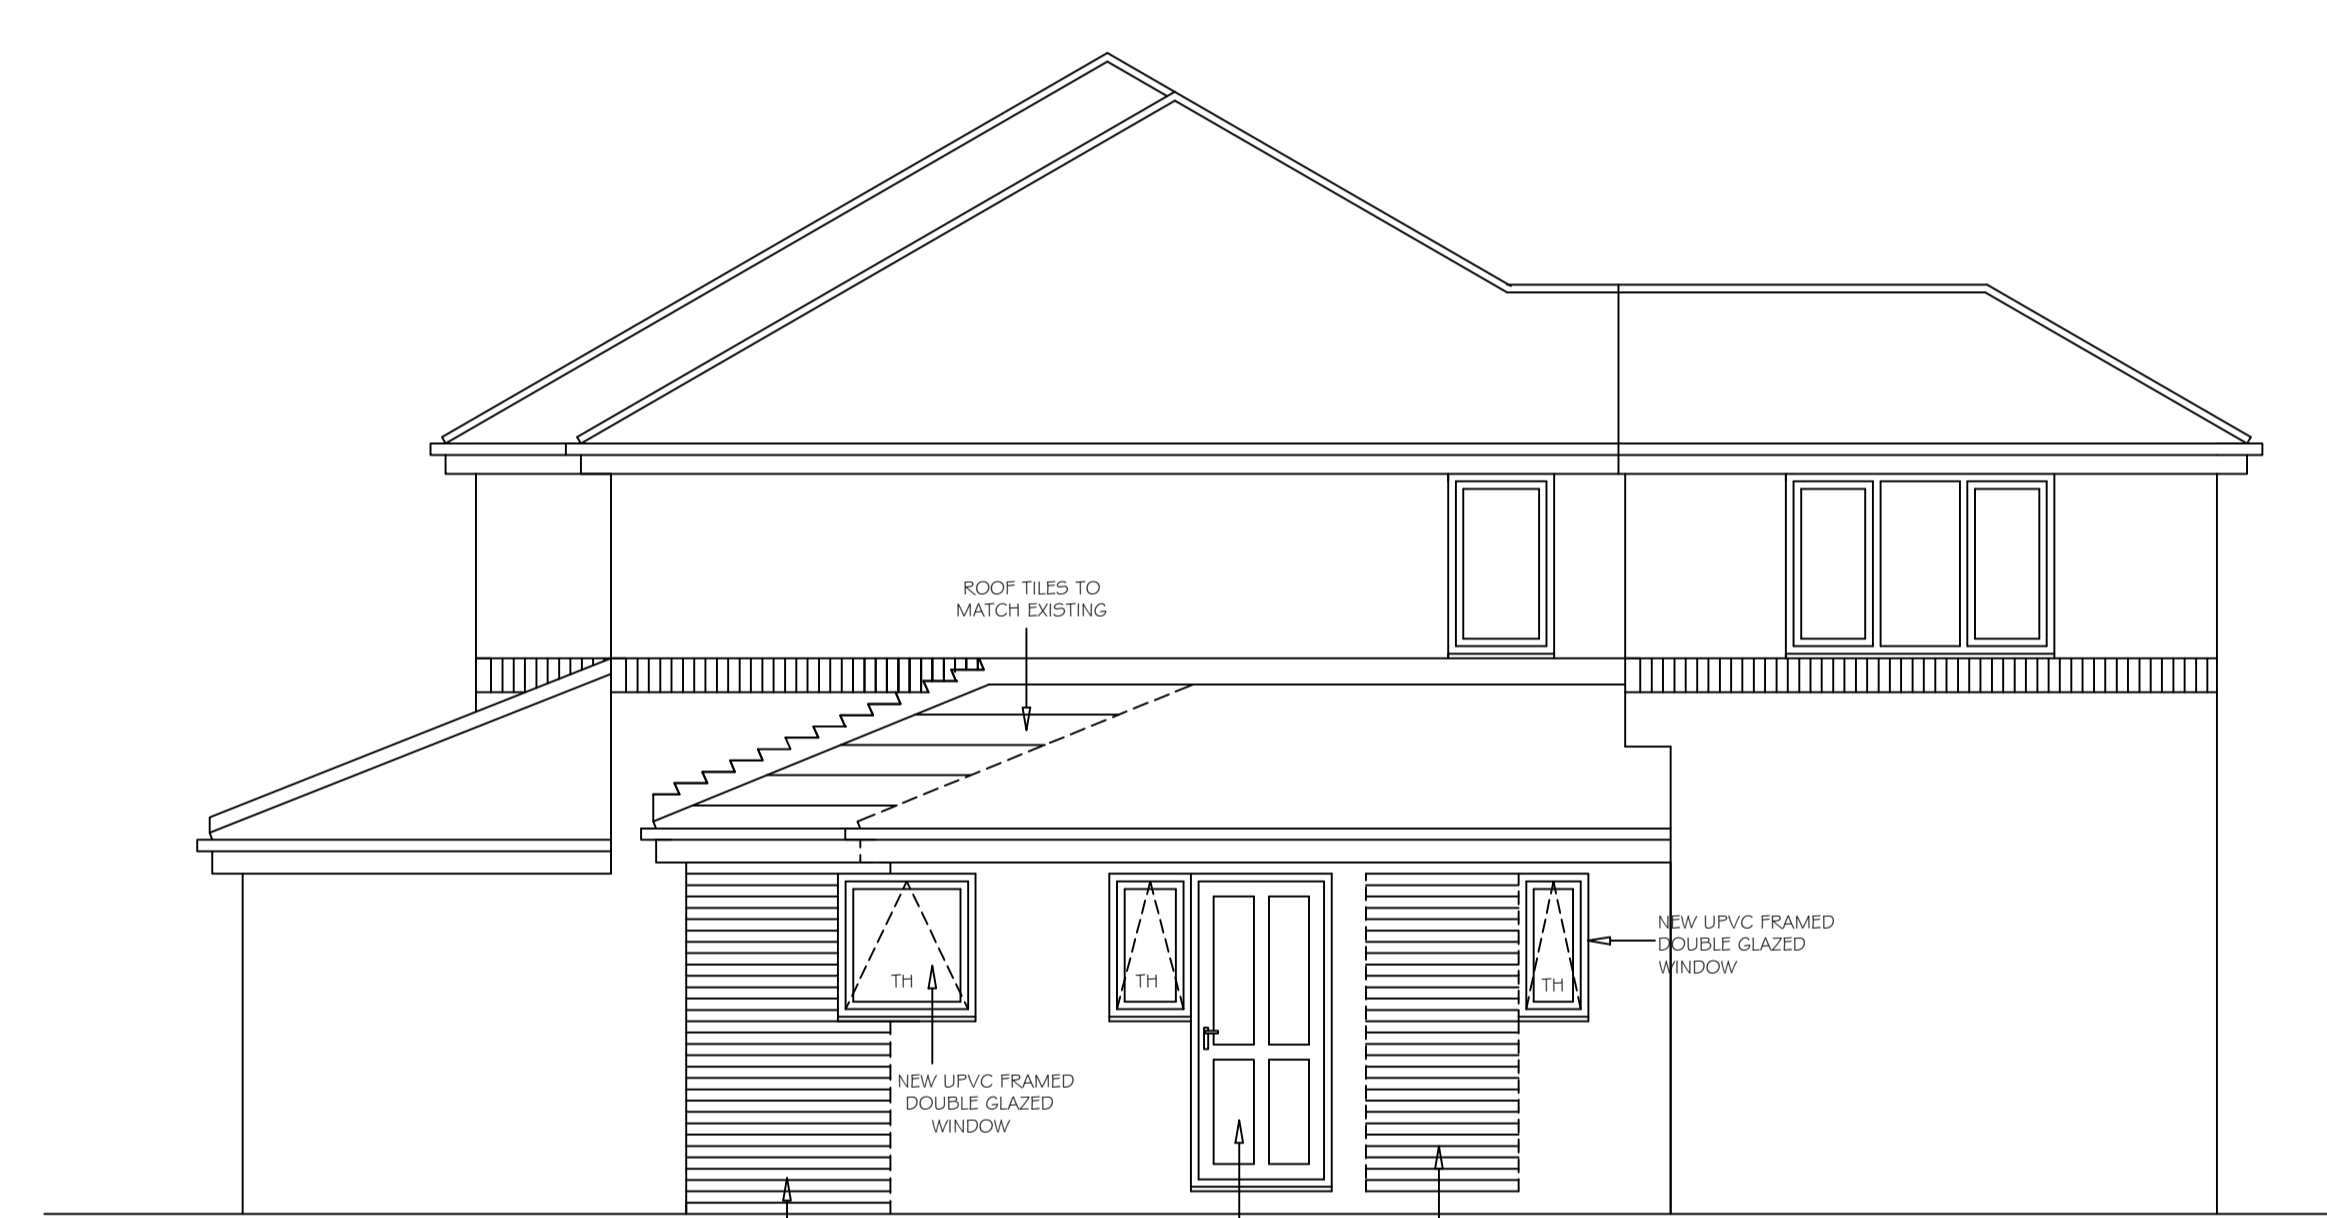 ROOF TILES TO
MATCH EXISTING
NEW UPVC FRAMED
DOUBLE GLAZED
WINDOW
TH
TH
TH
NEW UPVC FRAMED
DOUBLE GLAZED
WINDOW